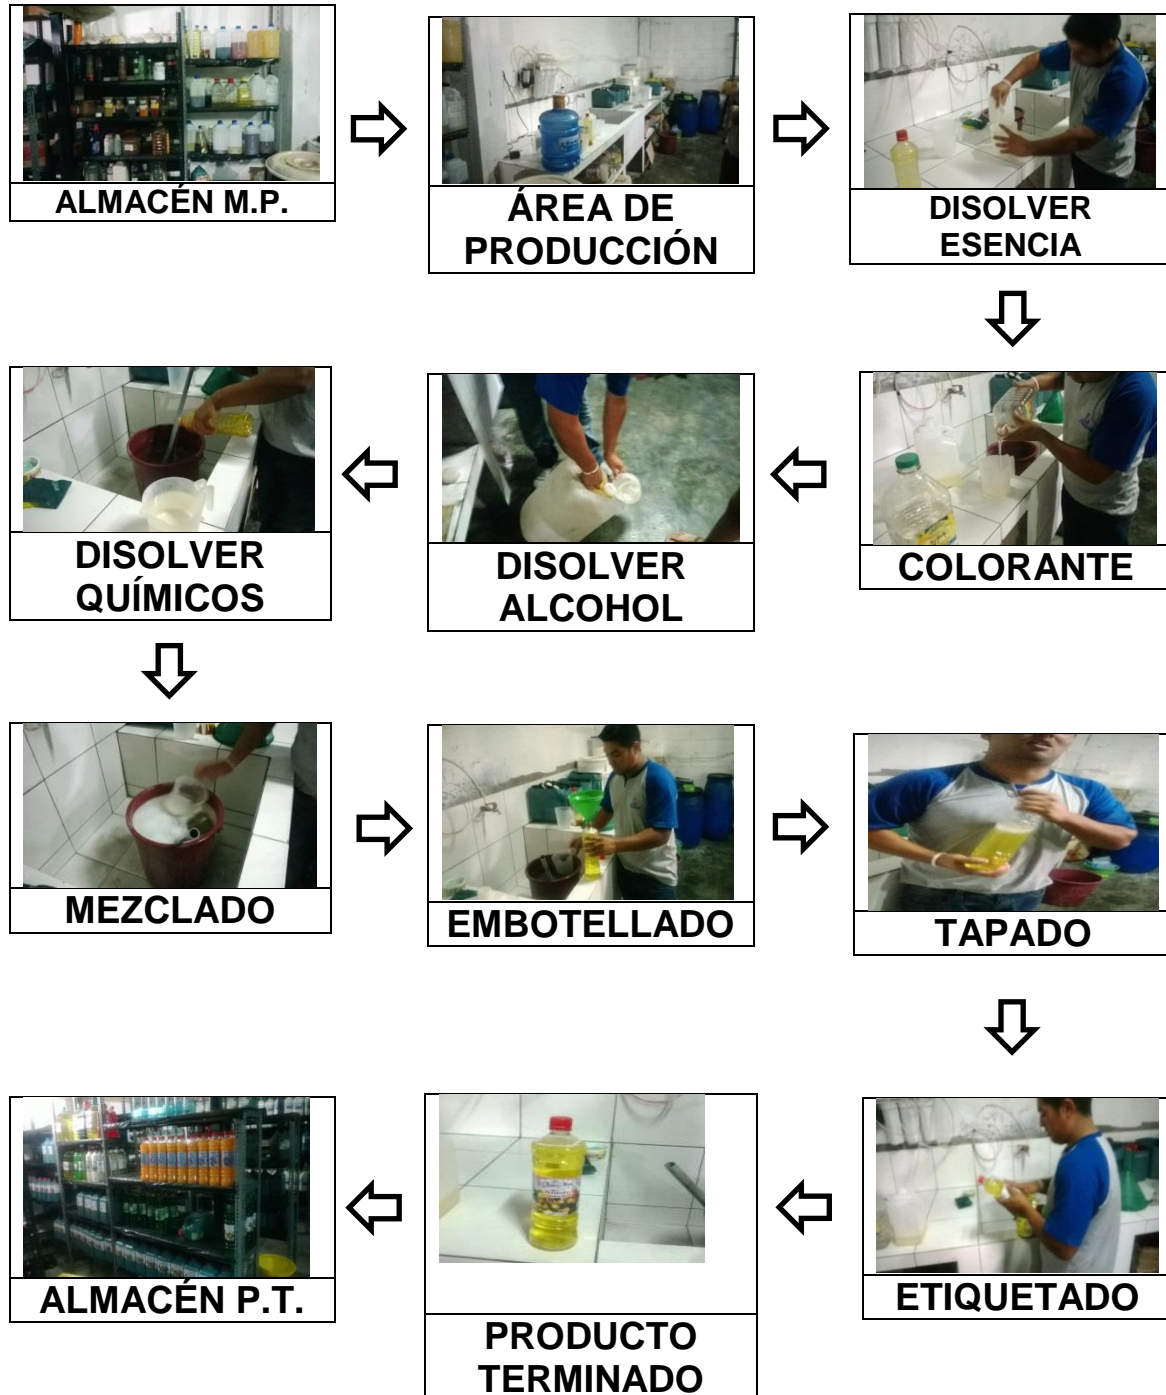 ALMACÉN M.P.
ÁREA DE
PRODUCCIÓN
DISOLVER
ESENCIA
COLORANTE
DISOLVER
ALCOHOL
DISOLVER
QUÍMICOS
MEZCLADO
EMBOTELLADO
TAPADO
ETIQUETADO
PRODUCTO
TERMINADO
ALMACÉN P.T.